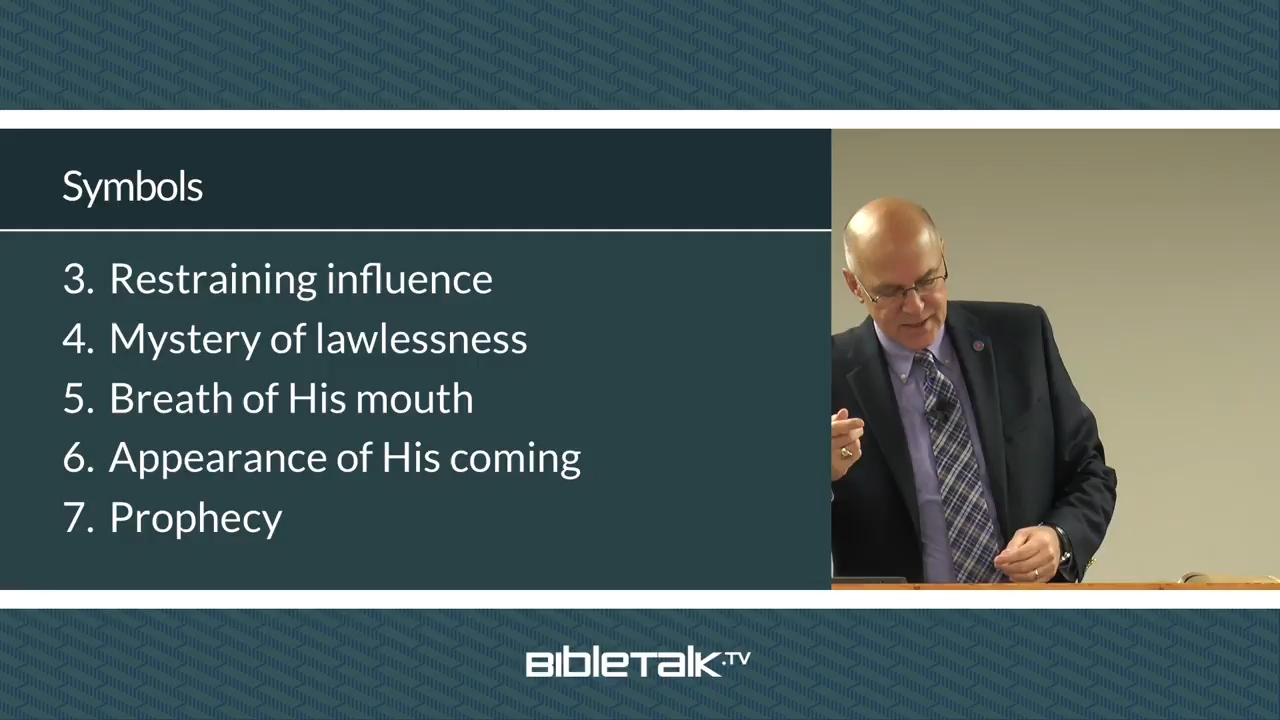 Symbols
3. Restraining influence
4. Mystery of lawlessness
5. Breath of His mouth
6. Appearance of His coming
7. Prophecy
BIBLETALK.TV